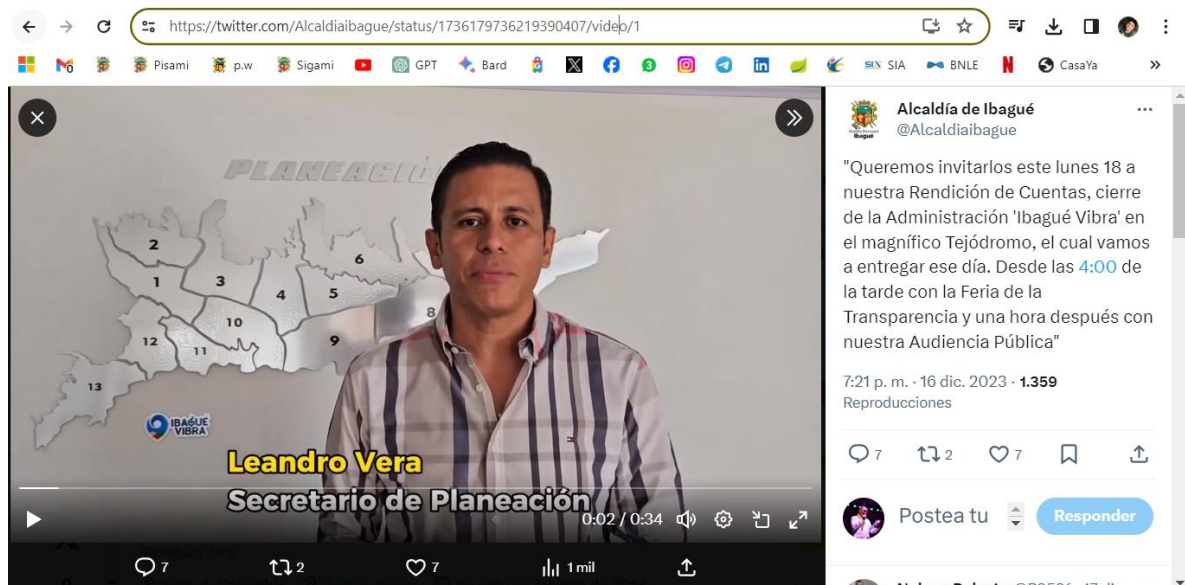 https://twitter.com/Alcaldiaibague/status/1736179736219390407/video/1
Pisami p.w Sigami GPT Bard 3 SIA BNLE CasaYa
PLANEACIÓ
2
1
3
4
5
6
8
9
10
11
12
13
IBAGUÉ
VIBRA
Leandro Vera
Secretario de Planeación
0:02 / 0:34
7 2 7 1 mil
Alcaldía de Ibagué
@Alcaldiaibague
"Queremos invitarlos este lunes 18 a
nuestra Rendición de Cuentas, cierre
de la Administración 'Ibagué Vibra' en
el magnífico Tejódromo, el cual vamos
a entregar ese día. Desde las 4:00 de
la tarde con la Feria de la
Transparencia y una hora después con
nuestra Audiencia Pública"
7:21 p. m. · 16 dic. 2023 · 1.359
Reproducciones
7 2 7
Postea tu
Responder